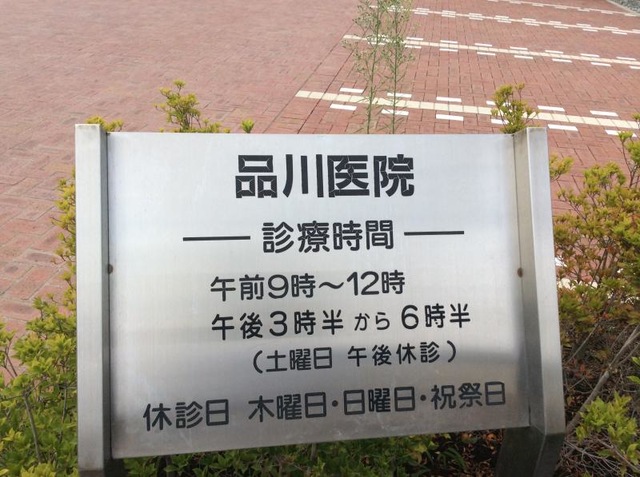 品川医院
診療時間
午前9時〜12時
午後3時半から6時半
(土曜日 午後休診)
休診日 木曜日・日曜日・祝祭日